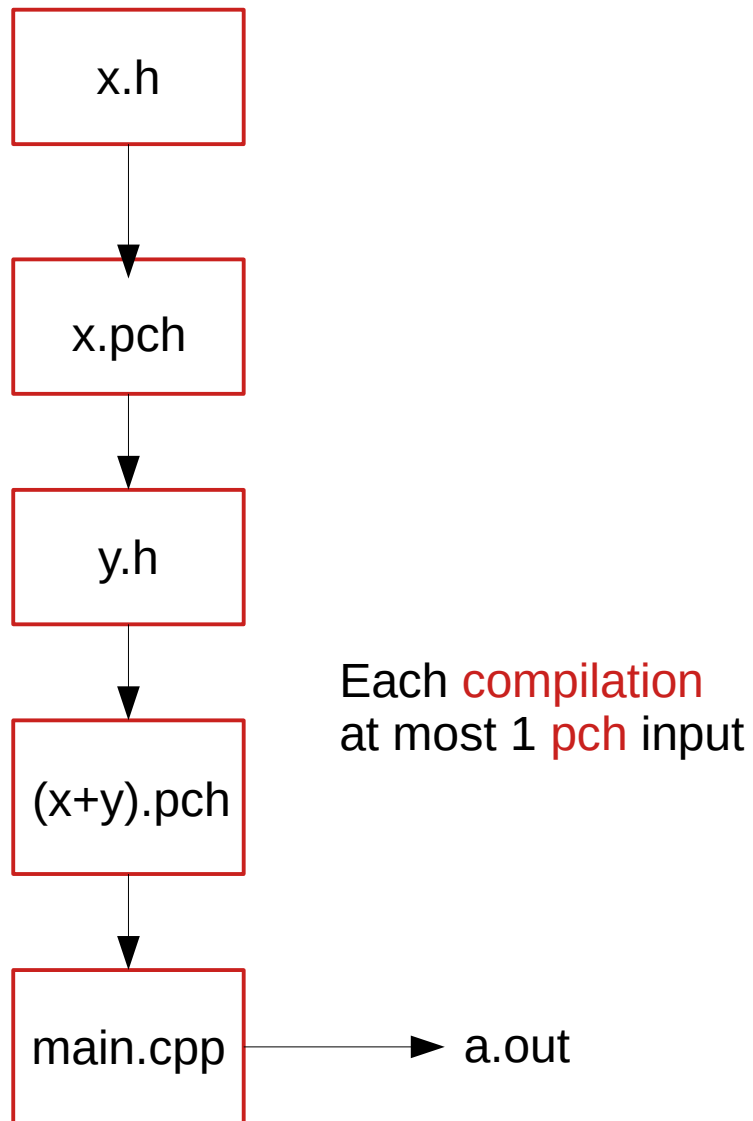 x.h
x.pch
y.h
Each compilation
at most 1 pch input
(x+y).pch
main.cpp
a.out